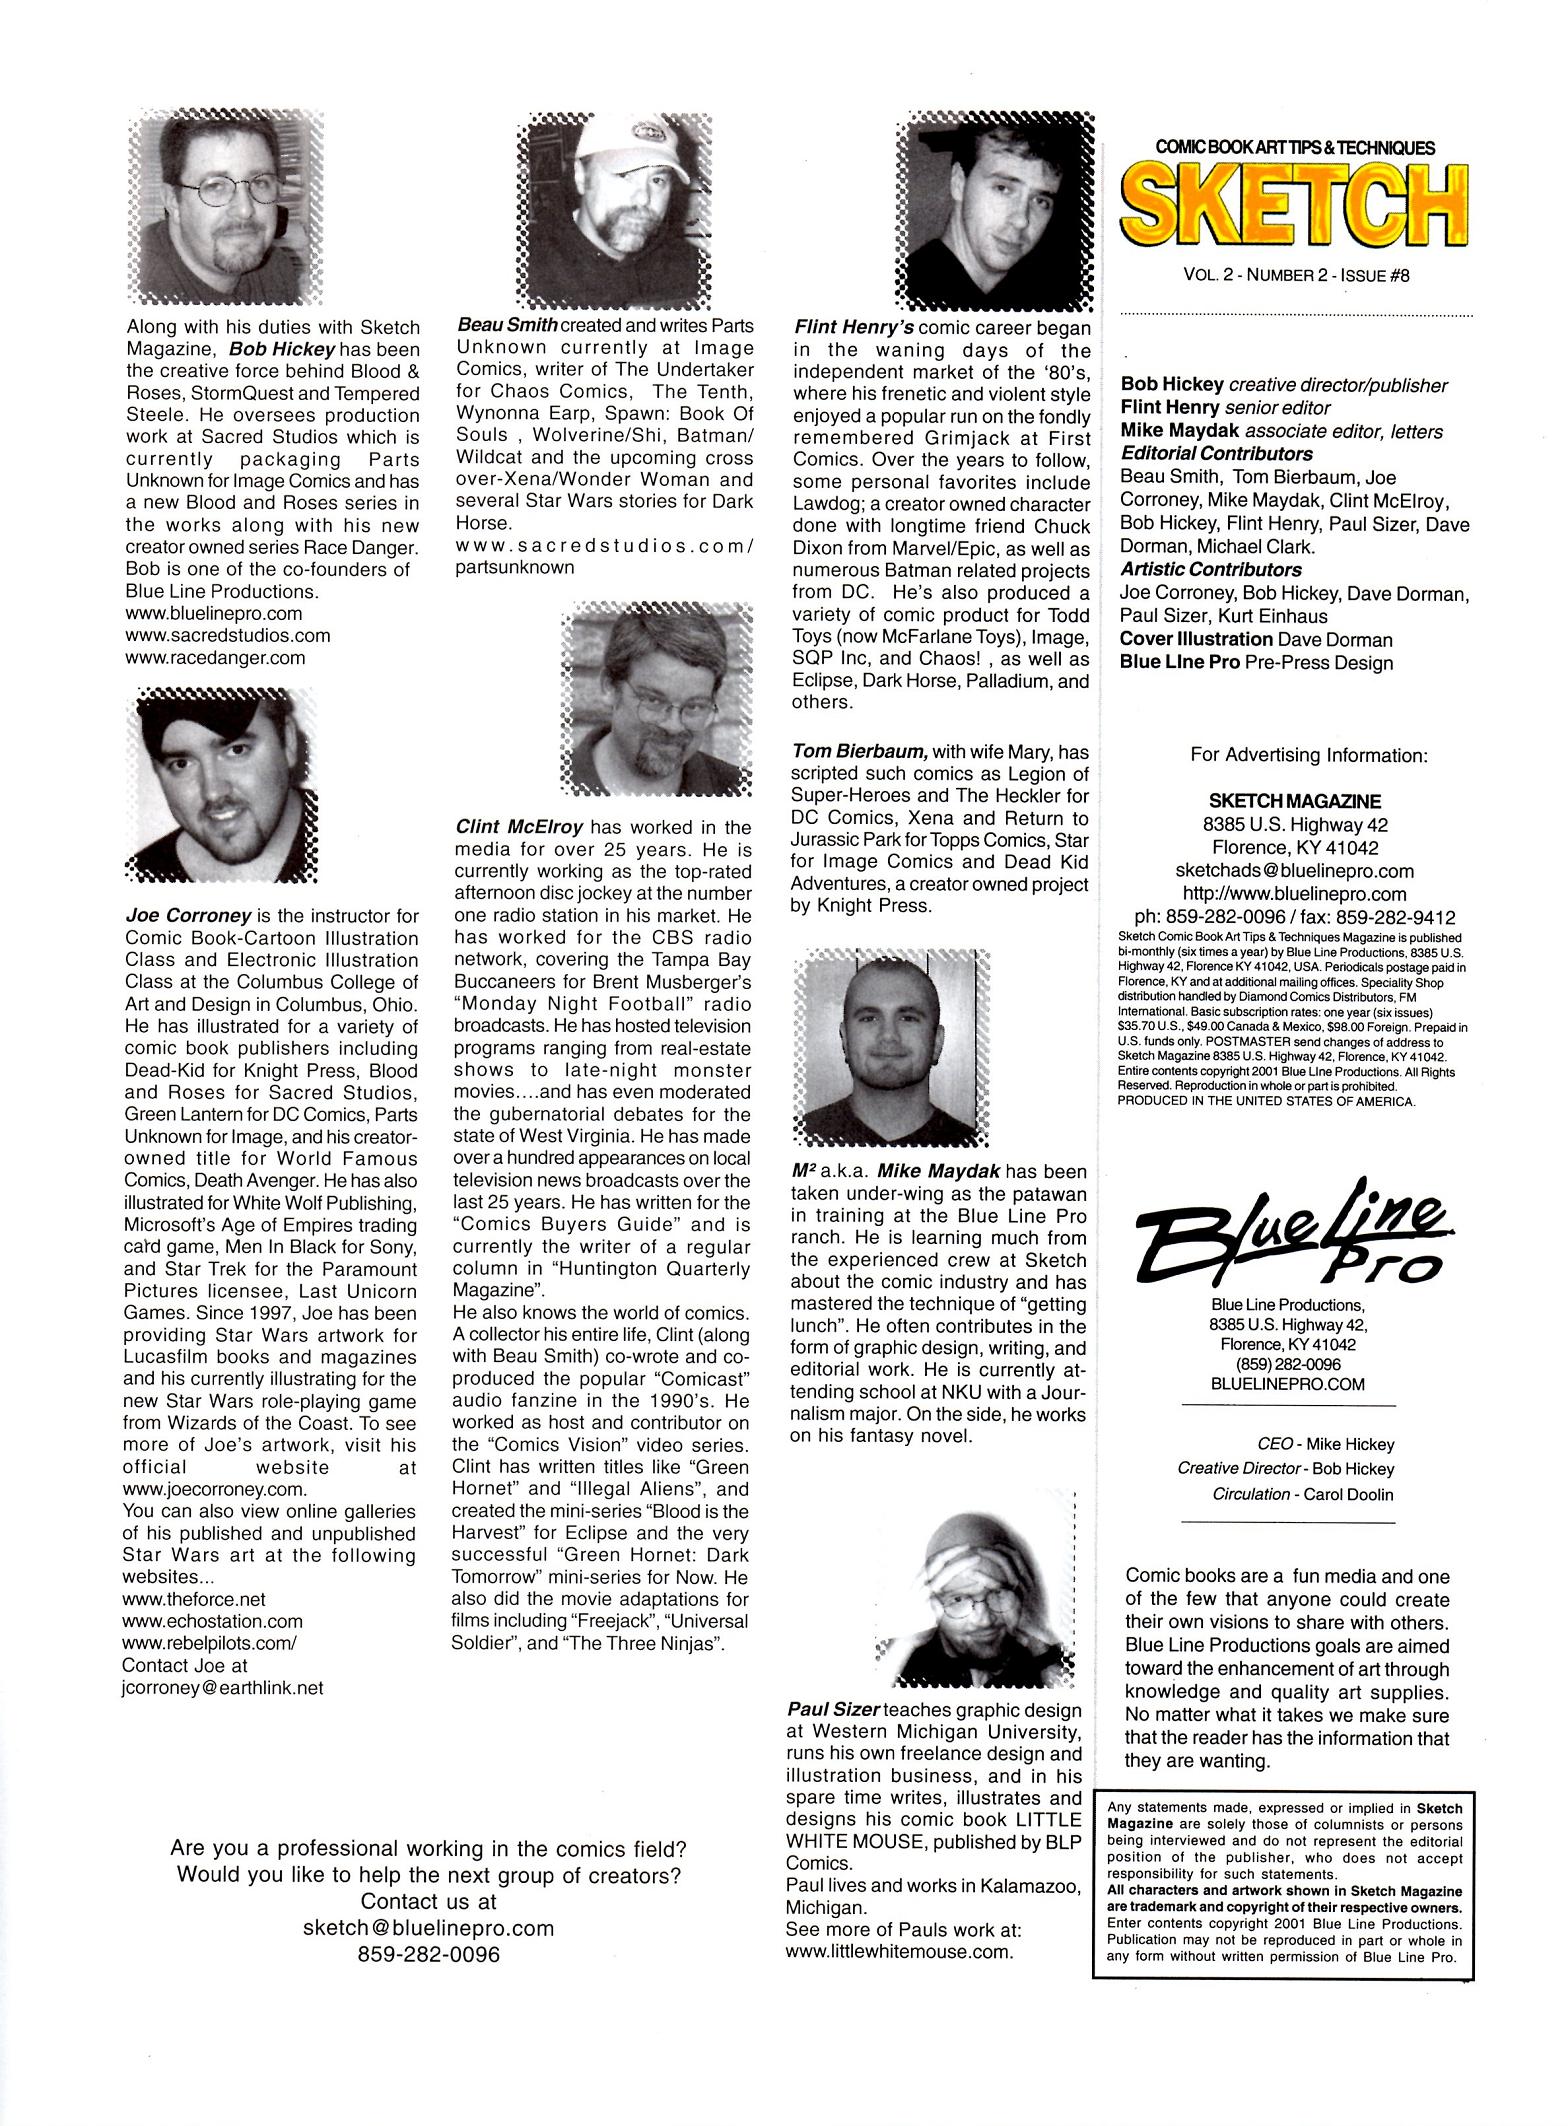 Along with his duties with Sketch
Magazine, Bob Hickey has been
the creative force behind Blood &
Roses, StormQuest and Tempered
Steele. He oversees production
work at Sacred Studios which is
currently packaging Parts
Unknown for Image Comics and has
a new Blood and Roses series in
the works along with his new
creator owned series Race Danger.
Bob is one of the co-founders of
Blue Line Productions.
www.bluelinepro.com
www.sacredstudios.com
www.racedanger.com
Joe Corroney is the instructor for
Comic Book-Cartoon Illustration
Class and Electronic Illustration
Class at the Columbus College of
Art and Design in Columbus, Ohio.
He has illustrated for a variety of
comic book publishers including
Dead-Kid for Knight Press, Blood
and Roses for Sacred Studios,
Green Lantern for DC Comics, Parts
Unknown for Image, and his creator-
owned title for World Famous
Comics, Death Avenger. He has also
illustrated for White Wolf Publishing,
Microsoft's Age of Empires trading
card game, Men In Black for Sony,
and Star Trek for the Paramount
Pictures licensee, Last Unicorn
Games. Since 1997, Joe has been
providing Star Wars artwork for
Lucasfilm books and magazines
and his currently illustrating for the
new Star Wars role-playing game
from Wizards of the Coast. To see
more of Joe's artwork, visit his
official website at
www.joecorroney.com.
You can also view online galleries
of his published and unpublished
Star Wars art at the following
websites...
www.theforce.net
www.echostation.com
www.rebelpilots.com/
Contact Joe at
jcorroney@earthlink.net
Beau Smith created and writes Parts
Unknown currently at Image
Comics, writer of The Undertaker
for Chaos Comics, The Tenth,
Wynonna Earp, Spawn: Book Of
Souls , Wolverine/Shi, Batman/
Wildcat and the upcoming cross
over-Xena/Wonder Woman and
several Star Wars stories for Dark
Horse.
www.sacredstudios.com/
partsunknown
Clint McElroy has worked in the
media for over 25 years. He is
currently working as the top-rated
afternoon disc jockey at the number
one radio station in his market. He
has worked for the CBS radio
network, covering the Tampa Bay
Buccaneers for Brent Musberger's
"Monday Night Football" radio
broadcasts. He has hosted television
programs ranging from real-estate
shows to late-night monster
movies....and has even moderated
the gubernatorial debates for the
state of West Virginia. He has made
over a hundred appearances on local
television news broadcasts over the
last 25 years. He has written for the
"Comics Buyers Guide" and is
currently the writer of a regular
column in "Huntington Quarterly
Magazine".
He also knows the world of comics.
A collector his entire life, Clint (along
with Beau Smith) co-wrote and co-
produced the popular "Comicast"
audio fanzine in the 1990's. He
worked as host and contributor on
the "Comics Vision" video series.
Clint has written titles like "Green
Hornet" and "Illegal Aliens", and
created the mini-series "Blood is the
Harvest" for Eclipse and the very
successful "Green Hornet: Dark
Tomorrow" mini-series for Now. He
also did the movie adaptations for
films including "Freejack", "Universal
Soldier", and "The Three Ninjas".
Are you a professional working in the comics field?
Would you like to help the next group of creators?
Contact us at
sketch@bluelinepro.com
859-282-0096
Flint Henry's comic career began
in the waning days of the
independent market of the '80's,
where his frenetic and violent style
enjoyed a popular run on the fondly
remembered Grimjack at First
Comics. Over the years to follow,
some personal favorites include
Lawdog; a creator owned character
done with longtime friend Chuck
Dixon from Marvel/Epic, as well as
numerous Batman related projects
from DC. He's also produced a
variety of comic product for Todd
Toys (now McFarlane Toys), Image,
SQP Inc, and Chaos! , as well as
Eclipse, Dark Horse, Palladium, and
others.
Tom Bierbaum, with wife Mary, has
scripted such comics as Legion of
Super-Heroes and The Heckler for
DC Comics, Xena and Return to
Jurassic Park for Topps Comics, Star
for Image Comics and Dead Kid
Adventures, a creator owned project
by Knight Press.
M² a.k.a. Mike Maydak has been
taken under-wing as the patawan
in training at the Blue Line Pro
ranch. He is learning much from
the experienced crew at Sketch
about the comic industry and has
mastered the technique of "getting
lunch". He often contributes in the
form of graphic design, writing, and
editorial work. He is currently at-
tending school at NKU with a Jour-
nalism major. On the side, he works
on his fantasy novel.
Paul Sizer teaches graphic design
at Western Michigan University,
runs his own freelance design and
illustration business, and in his
spare time writes, illustrates and
designs his comic book LITTLE
WHITE MOUSE, published by BLP
Comics.
Paul lives and works in Kalamazoo,
Michigan.
See more of Pauls work at:
www.littlewhitemouse.com.
COMIC BOOK ART TIPS & TECHNIQUES
SKETCH
VOL. 2 - NUMBER 2 - ISSUE #8
Bob Hickey creative director/publisher
Flint Henry senior editor
Mike Maydak associate editor, letters
Editorial Contributors
Beau Smith, Tom Bierbaum, Joe
Corroney, Mike Maydak, Clint McElroy,
Bob Hickey, Flint Henry, Paul Sizer, Dave
Dorman, Michael Clark.
Artistic Contributors
Joe Corroney, Bob Hickey, Dave Dorman,
Paul Sizer, Kurt Einhaus
Cover Illustration Dave Dorman
Blue LIne Pro Pre-Press Design
For Advertising Information:
SKETCH MAGAZINE
8385 U.S. Highway 42
Florence, KY 41042
sketchads@bluelinepro.com
http://www.bluelinepro.com
ph: 859-282-0096 / fax: 859-282-9412
Sketch Comic Book Art Tips & Techniques Magazine is published
bi-monthly (six times a year) by Blue Line Productions, 8385 U.S.
Highway 42, Florence KY 41042, USA. Periodicals postage paid in
Florence, KY and at additional mailing offices. Speciality Shop
distribution handled by Diamond Comics Distributors, FM
International. Basic subscription rates: one year (six issues)
$35.70 U.S., $49.00 Canada & Mexico, $98.00 Foreign. Prepaid in
U.S. funds only. POSTMASTER send changes of address to
Sketch Magazine 8385 U.S. Highway 42, Florence, KY 41042.
Entire contents copyright 2001 Blue LIne Productions. All Rights
Reserved. Reproduction in whole or part is prohibited.
PRODUCED IN THE UNITED STATES OF AMERICA.
Blue Line
Pro
Blue Line Productions,
8385 U.S. Highway 42,
Florence, KY 41042
(859) 282-0096
BLUELINEPRO.COM
CEO - Mike Hickey
Creative Director - Bob Hickey
Circulation - Carol Doolin
Comic books are a fun media and one
of the few that anyone could create
their own visions to share with others.
Blue Line Productions goals are aimed
toward the enhancement of art through
knowledge and quality art supplies.
No matter what it takes we make sure
that the reader has the information that
they are wanting.
Any statements made, expressed or implied in Sketch
Magazine are solely those of columnists or persons
being interviewed and do not represent the editorial
position of the publisher, who does not accept
responsibility for such statements.
All characters and artwork shown in Sketch Magazine
are trademark and copyright of their respective owners.
Enter contents copyright 2001 Blue Line Productions.
Publication may not be reproduced in part or whole in
any form without written permission of Blue Line Pro.